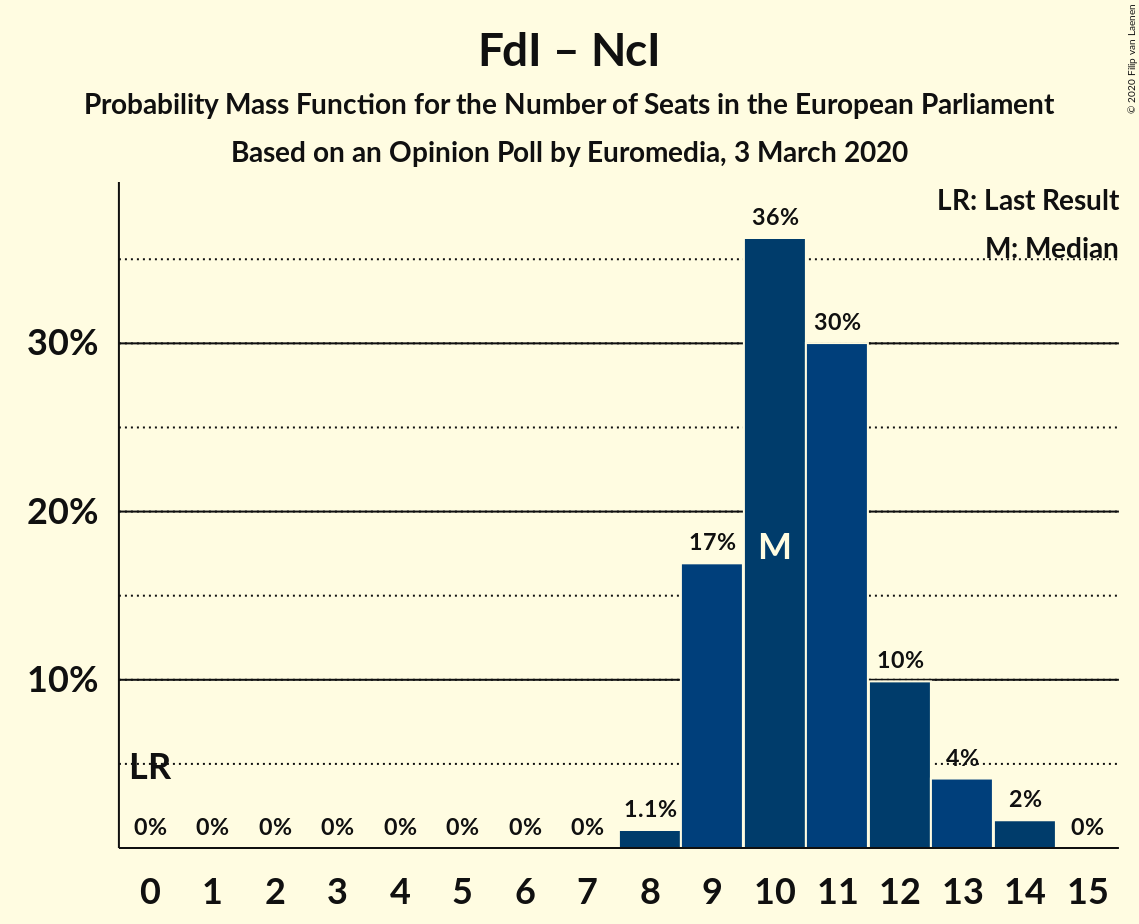 FdI – NcI
Probability Mass Function for the Number of Seats in the European Parliament
Based on an Opinion Poll by Euromedia, 3 March 2020
© 2020 Filip van Laenen
LR: Last Result
M: Median
30%
20%
10%
36%
30%
17%
M
10%
4%
2%
1.1%
LR
0% 0% 0% 0% 0% 0% 0% 0% 0%
0 1 2 3 4 5 6 7 8 9 10 11 12 13 14 15